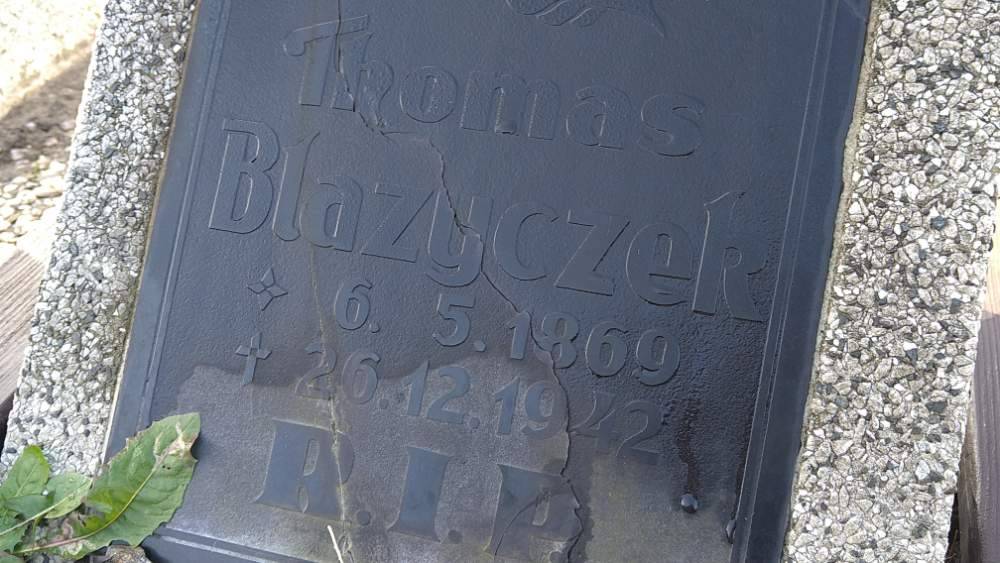 Thomas
Blazyczek
6. 5. 1869
† 26. 12. 1942
R. I. P